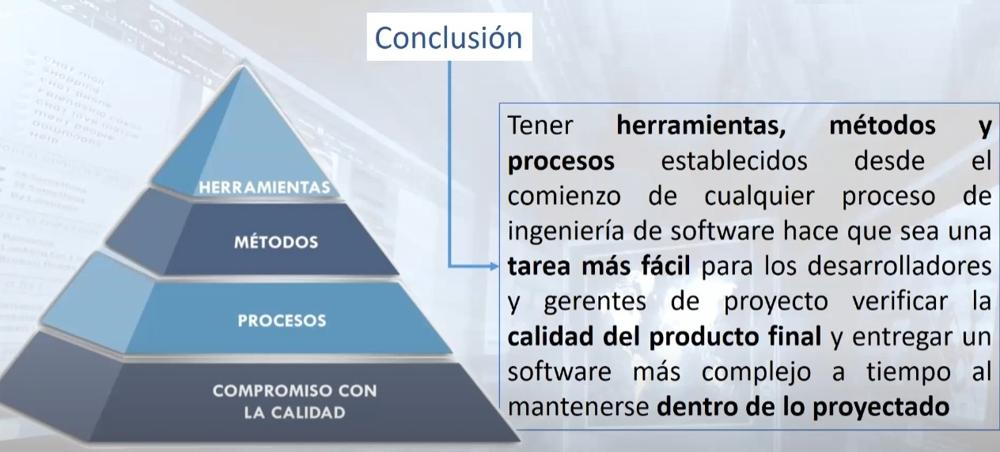 Conclusión
HERRAMIENTAS
MÉTODOS
PROCESOS
COMPROMISO CON
LA CALIDAD
Tener herramientas, métodos y
procesos establecidos desde el
comienzo de cualquier proceso de
ingeniería de software hace que sea una
tarea más fácil para los desarrolladores
y gerentes de proyecto verificar la
calidad del producto final y entregar un
software más complejo a tiempo al
mantenerse dentro de lo proyectado